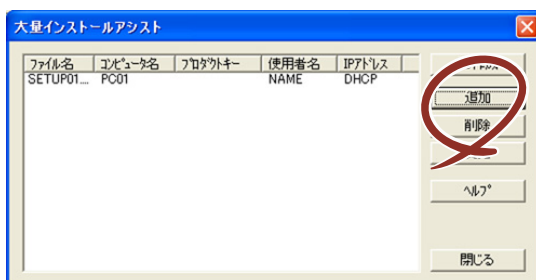 大量インストールアシスト
ファイル名 コンピュータ名 プロダクトキー 使用者名 IPアドレス
SETUP01... PC01 NAME DHCP
追加
削除
ヘルプ
閉じる